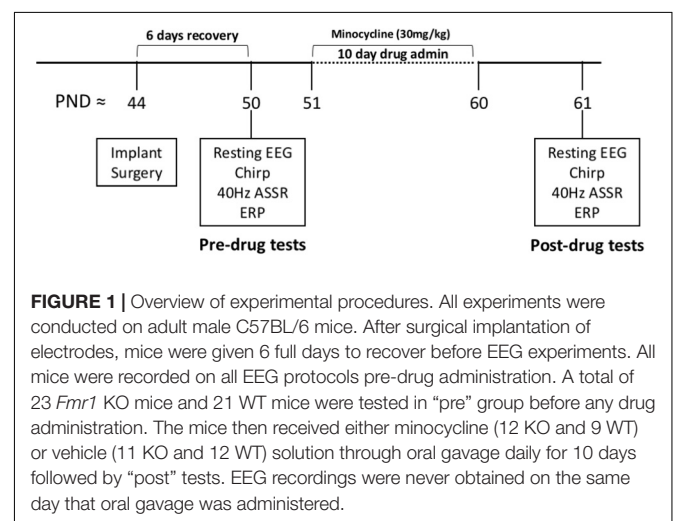 6 days recovery
Minocycline (30mg/kg)
10 day drug admin
PND ≈ 44 50 51 60 61
Implant
Surgery
Resting EEG
Chirp
40Hz ASSR
ERP
Pre-drug tests
Resting EEG
Chirp
40Hz ASSR
ERP
Post-drug tests
FIGURE 1 | Overview of experimental procedures. All experiments were
conducted on adult male C57BL/6 mice. After surgical implantation of
electrodes, mice were given 6 full days to recover before EEG experiments. All
mice were recorded on all EEG protocols pre-drug administration. A total of
23 Fmr1 KO mice and 21 WT mice were tested in “pre” group before any drug
administration. The mice then received either minocycline (12 KO and 9 WT)
or vehicle (11 KO and 12 WT) solution through oral gavage daily for 10 days
followed by “post” tests. EEG recordings were never obtained on the same
day that oral gavage was administered.